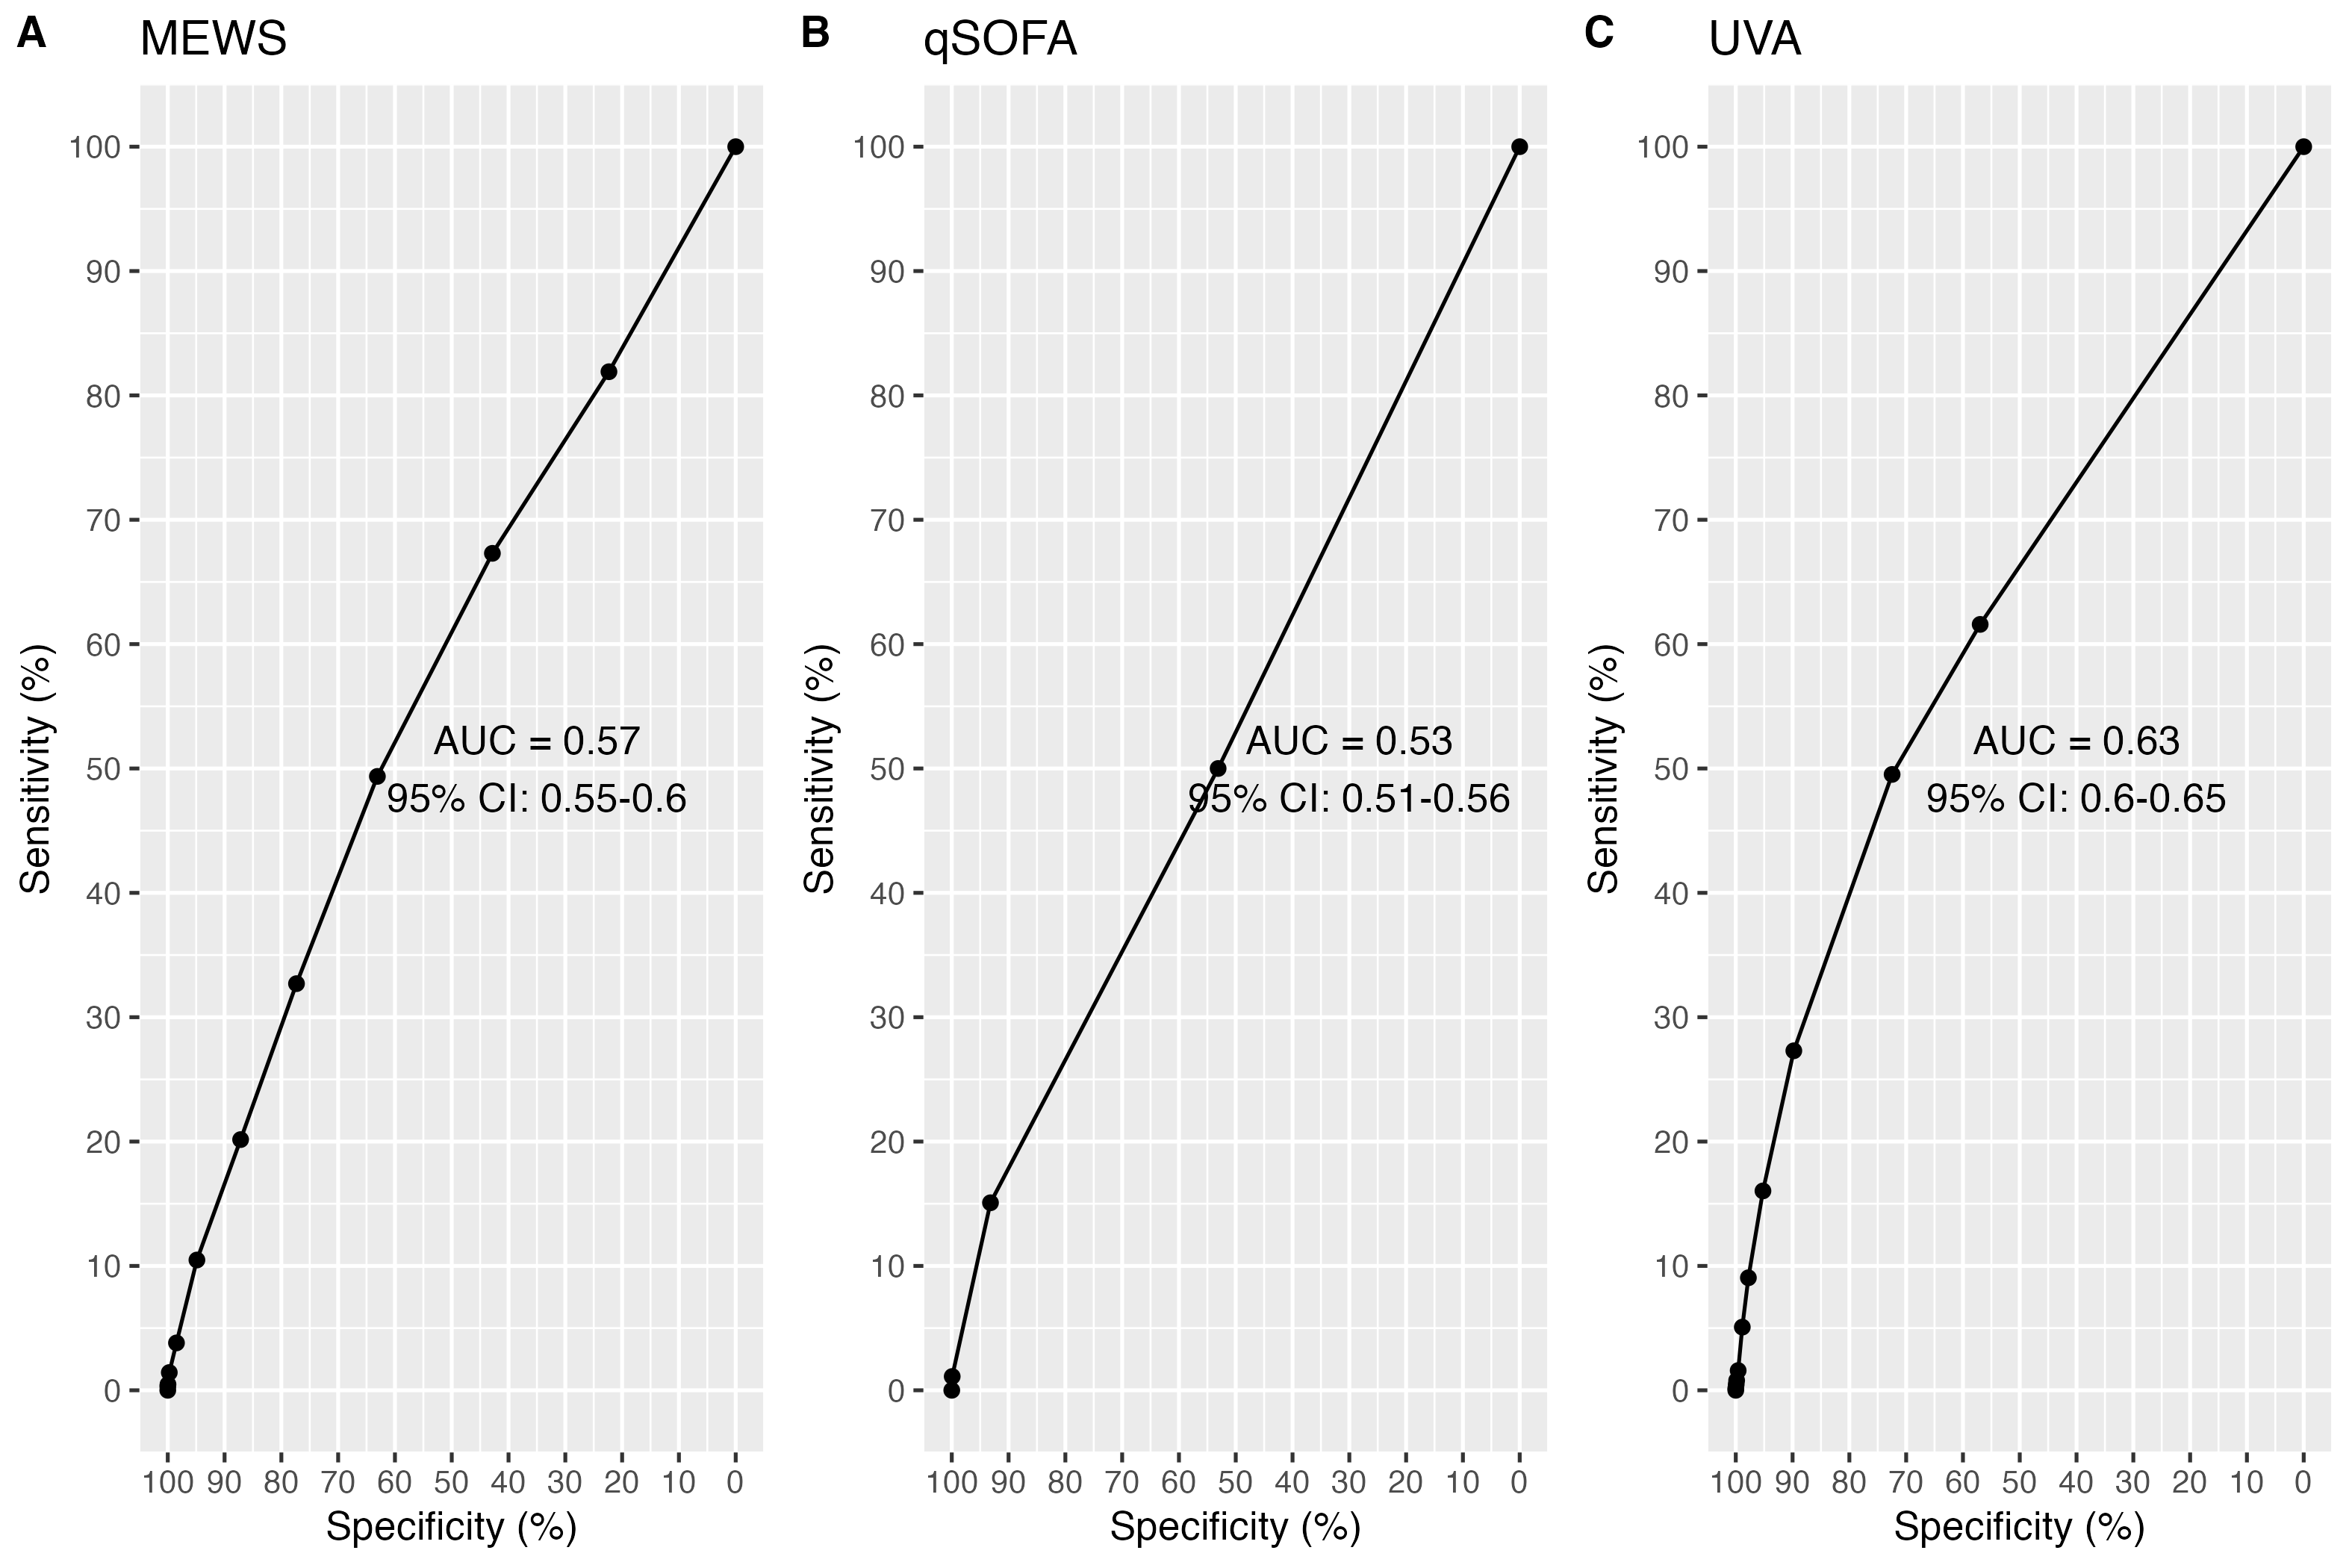 A MEWS
100
90
80
70
60
50
40
30
20
10
0
Sensitivity (%)
AUC = 0.57
95% CI: 0.55-0.6
100 90 80 70 60 50 40 30 20 10 0
Specificity (%)
B qSOFA
100
90
80
70
60
50
40
30
20
10
0
Sensitivity (%)
AUC = 0.53
95% CI: 0.51-0.56
100 90 80 70 60 50 40 30 20 10 0
Specificity (%)
C UVA
100
90
80
70
60
50
40
30
20
10
0
Sensitivity (%)
AUC = 0.63
95% CI: 0.6-0.65
100 90 80 70 60 50 40 30 20 10 0
Specificity (%)